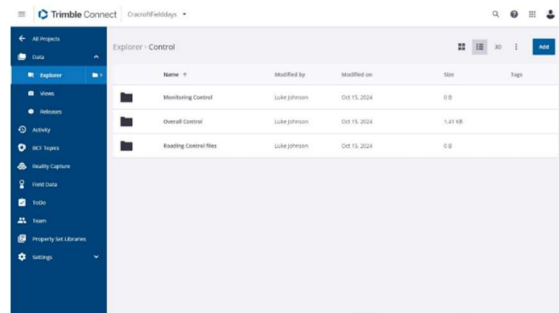 Trimble Connect CracroftFielddays
All Projects
Data
Explorer
Views
Releases
Activity
BCF Topics
Reality Capture
Field Data
ToDo
Team
Property Set Libraries
Settings
Explorer › Control
3D
Add
Name ↑ Modified by Modified on Size Tags
Monitoring Control Luke Johnson Oct 15, 2024 0 B
Overall Control Luke Johnson Oct 15, 2024 1.41 KB
Roading Control files Luke Johnson Oct 15, 2024 0 B